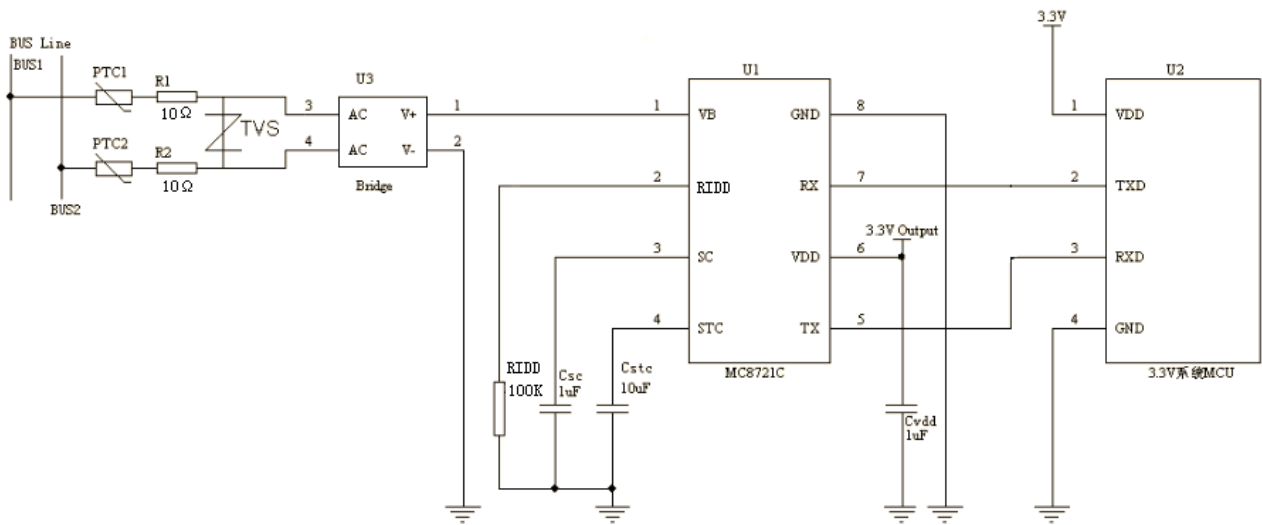 BUS Line
BUS1
PTC1
R1
10Ω
TVS
PTC2
R2
10Ω
BUS2
U3
3
AC
V+
1
4
AC
V-
2
Bridge
U1
1
VB
GND
8
2
RIDD
RX
7
3
SC
VDD
6
4
STC
TX
5
MC8721C
3.3V Output
RIDD
100K
Csc
1uF
Cstc
10uF
Cvdd
1uF
3.3V
U2
1
VDD
2
TXD
3
RXD
4
GND
3.3V系统MCU